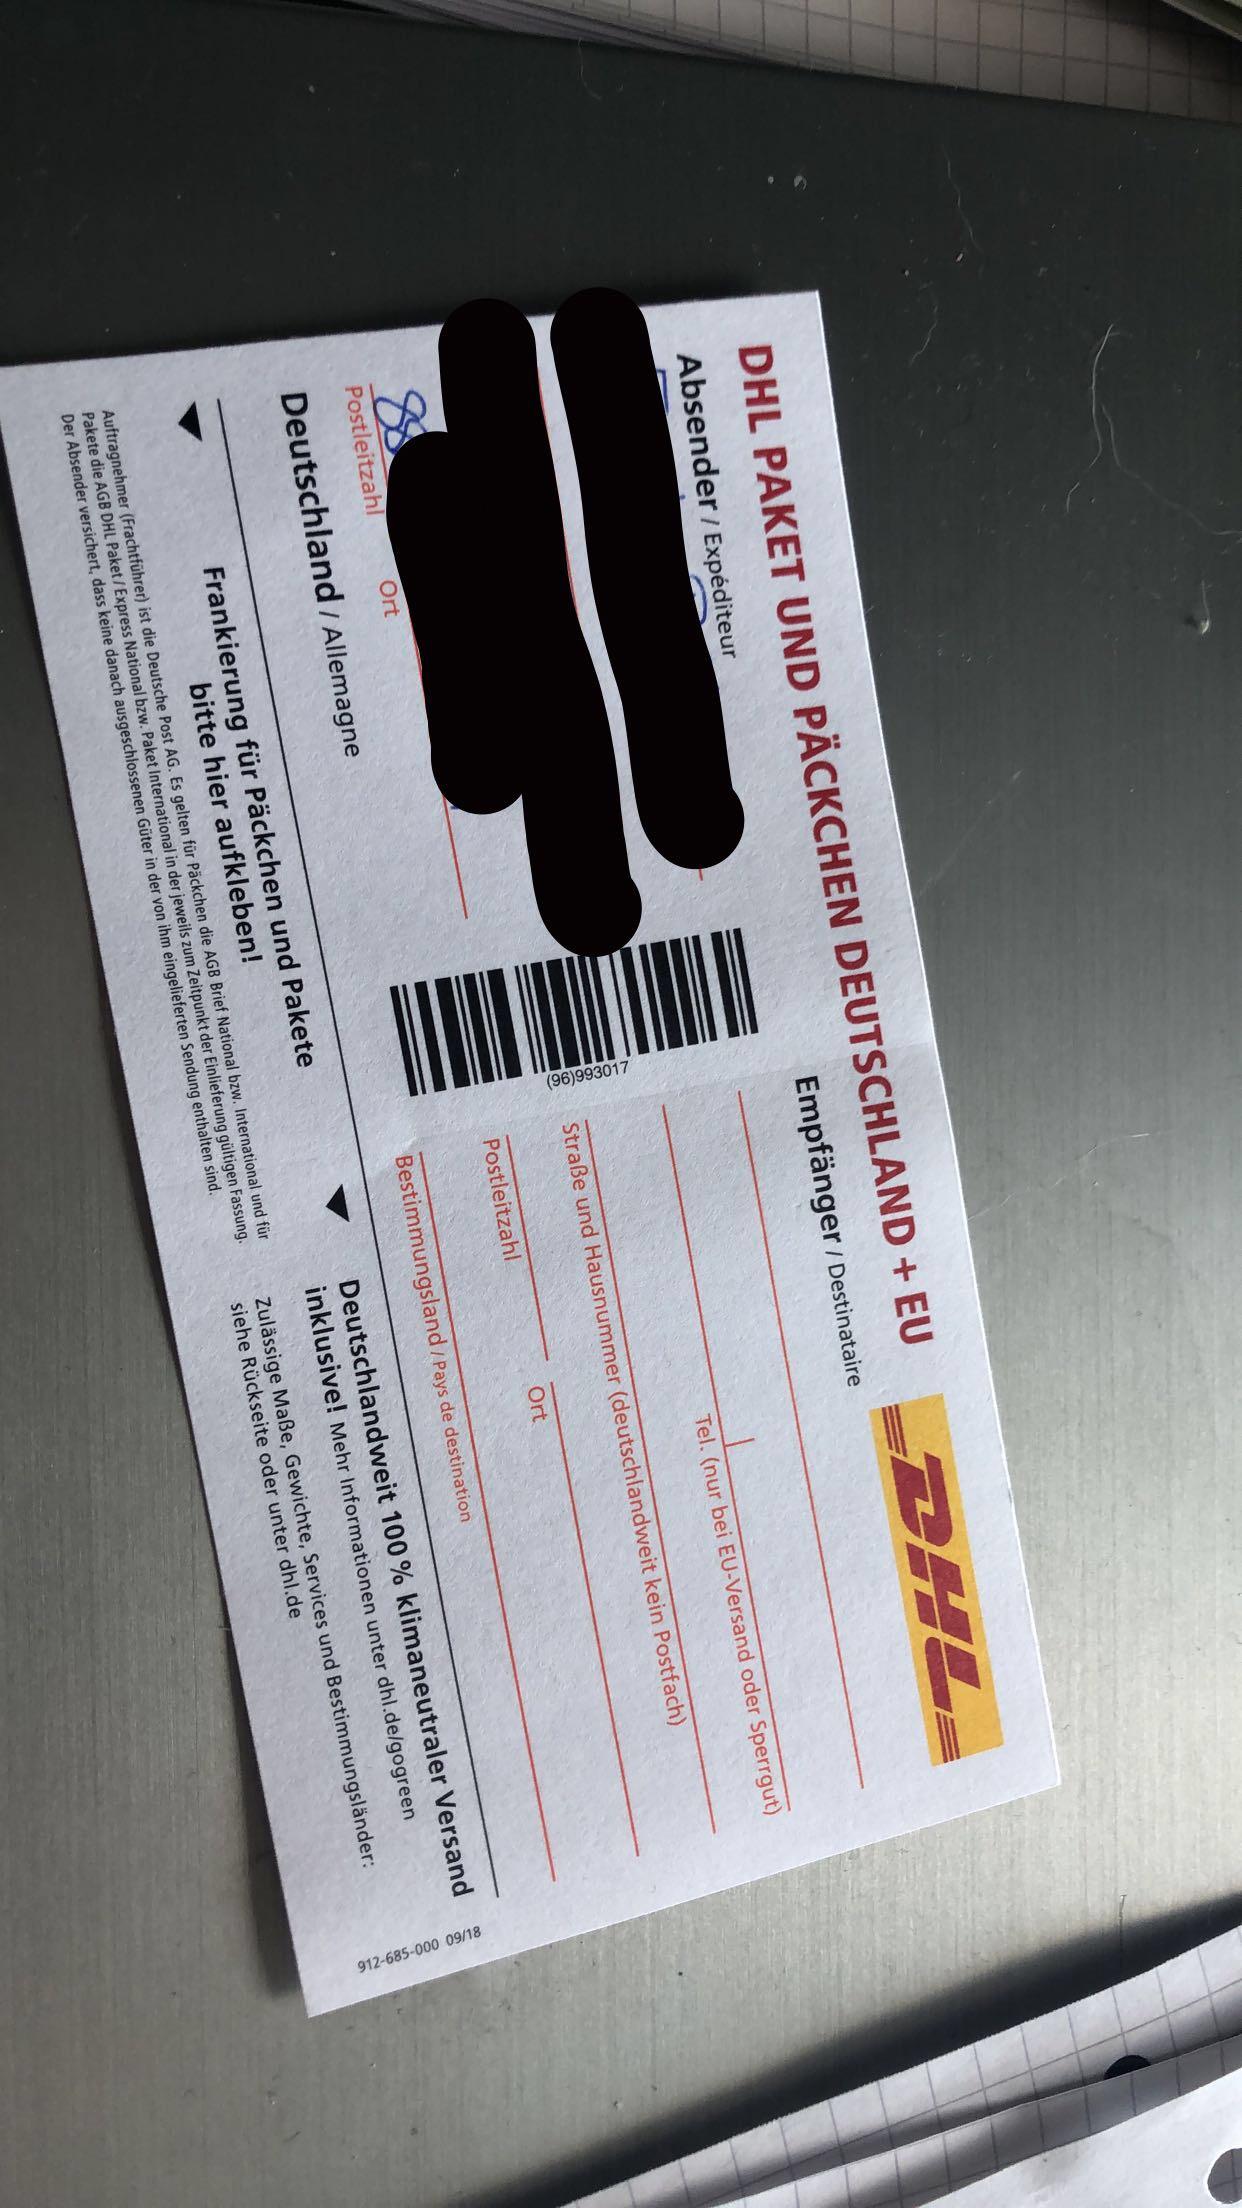 DHL PAKET UND PÄCKCHEN DEUTSCHLAND + EU
DHL
Absender / Expéditeur
88
Postleitzahl
Ort
Deutschland / Allemagne
(96)993017
Empfänger / Destinataire
Tel. (nur bei EU-Versand oder Sperrgut)
Straße und Hausnummer (deutschlandweit kein Postfach)
Postleitzahl
Ort
Bestimmungsland / Pays de destination
Frankierung für Päckchen und Pakete
bitte hier aufkleben!
Auftragnehmer (Frachtführer) ist die Deutsche Post AG. Es gelten für Päckchen die AGB Brief National bzw. International und für
Pakete die AGB DHL Paket / Express National bzw. Paket International in der jeweils zum Zeitpunkt der Einlieferung gültigen Fassung.
Der Absender versichert, dass keine danach ausgeschlossenen Güter in der von ihm eingelieferten Sendung enthalten sind.
Deutschlandweit 100 % klimaneutraler Versand
inklusive! Mehr Informationen unter dhl.de/gogreen
Zulässige Maße, Gewichte, Services und Bestimmungsländer:
siehe Rückseite oder unter dhl.de
912-685-000 09/18